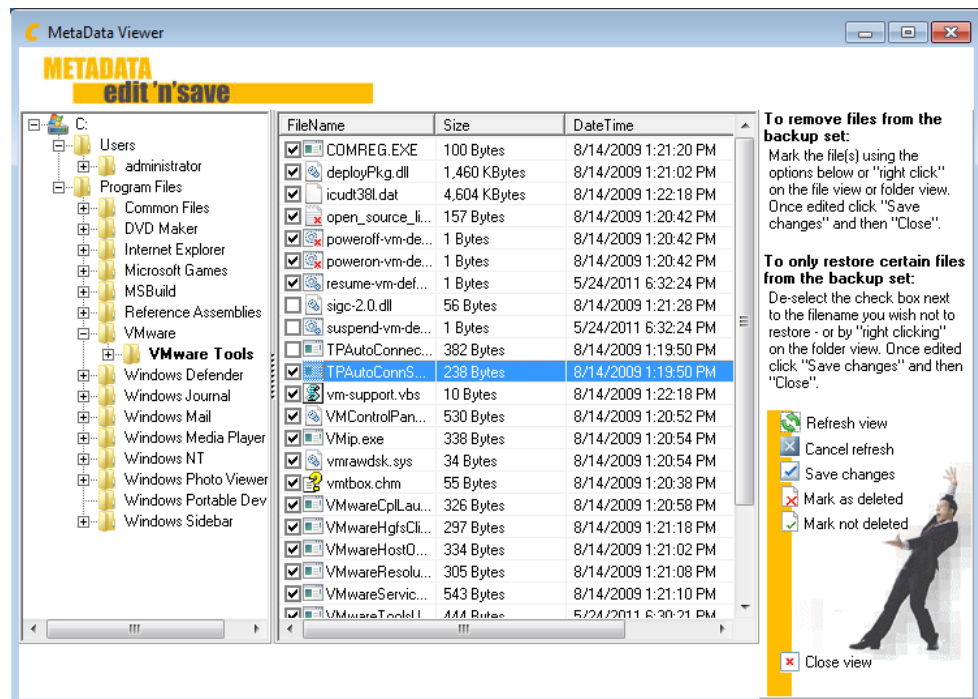 MetaData Viewer
METADATA
edit 'n'save
C:
Users
administrator
Program Files
Common Files
DVD Maker
Internet Explorer
Microsoft Games
MSBuild
Reference Assemblies
VMware
VMware Tools
Windows Defender
Windows Journal
Windows Mail
Windows Media Player
Windows NT
Windows Photo Viewer
Windows Portable Dev
Windows Sidebar
FileName Size DateTime
COMREG.EXE 100 Bytes 8/14/2009 1:21:20 PM
deployPkg.dll 1,460 KBytes 8/14/2009 1:21:02 PM
icudt38l.dat 4,604 KBytes 8/14/2009 1:22:18 PM
open_source_li... 157 Bytes 8/14/2009 1:20:42 PM
poweroff-vm-de... 1 Bytes 8/14/2009 1:20:42 PM
poweron-vm-def... 1 Bytes 8/14/2009 1:20:42 PM
resume-vm-def... 1 Bytes 5/24/2011 6:32:24 PM
sigc-2.0.dll 56 Bytes 8/14/2009 1:21:28 PM
suspend-vm-de... 1 Bytes 5/24/2011 6:32:24 PM
TPAutoConnec... 382 Bytes 8/14/2009 1:19:50 PM
TPAutoConnS... 238 Bytes 8/14/2009 1:19:50 PM
vm-support.vbs 10 Bytes 8/14/2009 1:22:18 PM
VMControlPan... 530 Bytes 8/14/2009 1:20:52 PM
VMip.exe 338 Bytes 8/14/2009 1:20:54 PM
vmrawdsk.sys 34 Bytes 8/14/2009 1:20:54 PM
vmtbox.chm 55 Bytes 8/14/2009 1:20:38 PM
VMwareCplLau... 326 Bytes 8/14/2009 1:20:58 PM
VMwareHgfsCli... 297 Bytes 8/14/2009 1:21:18 PM
VMwareHostO... 334 Bytes 8/14/2009 1:21:02 PM
VMwareResolu... 305 Bytes 8/14/2009 1:21:08 PM
VMwareServic... 543 Bytes 8/14/2009 1:21:10 PM
VMwareToolsU... 444 Bytes 5/24/2011 6:30:21 PM
To remove files from the
backup set:
Mark the file(s) using the
options below or "right click"
on the file view or folder view.
Once edited click "Save
changes" and then "Close".
To only restore certain files
from the backup set:
De-select the check box next
to the filename you wish not to
restore - or by "right clicking"
on the folder view. Once edited
click "Save changes" and then
"Close".
Refresh view
Cancel refresh
Save changes
Mark as deleted
Mark not deleted
Close view